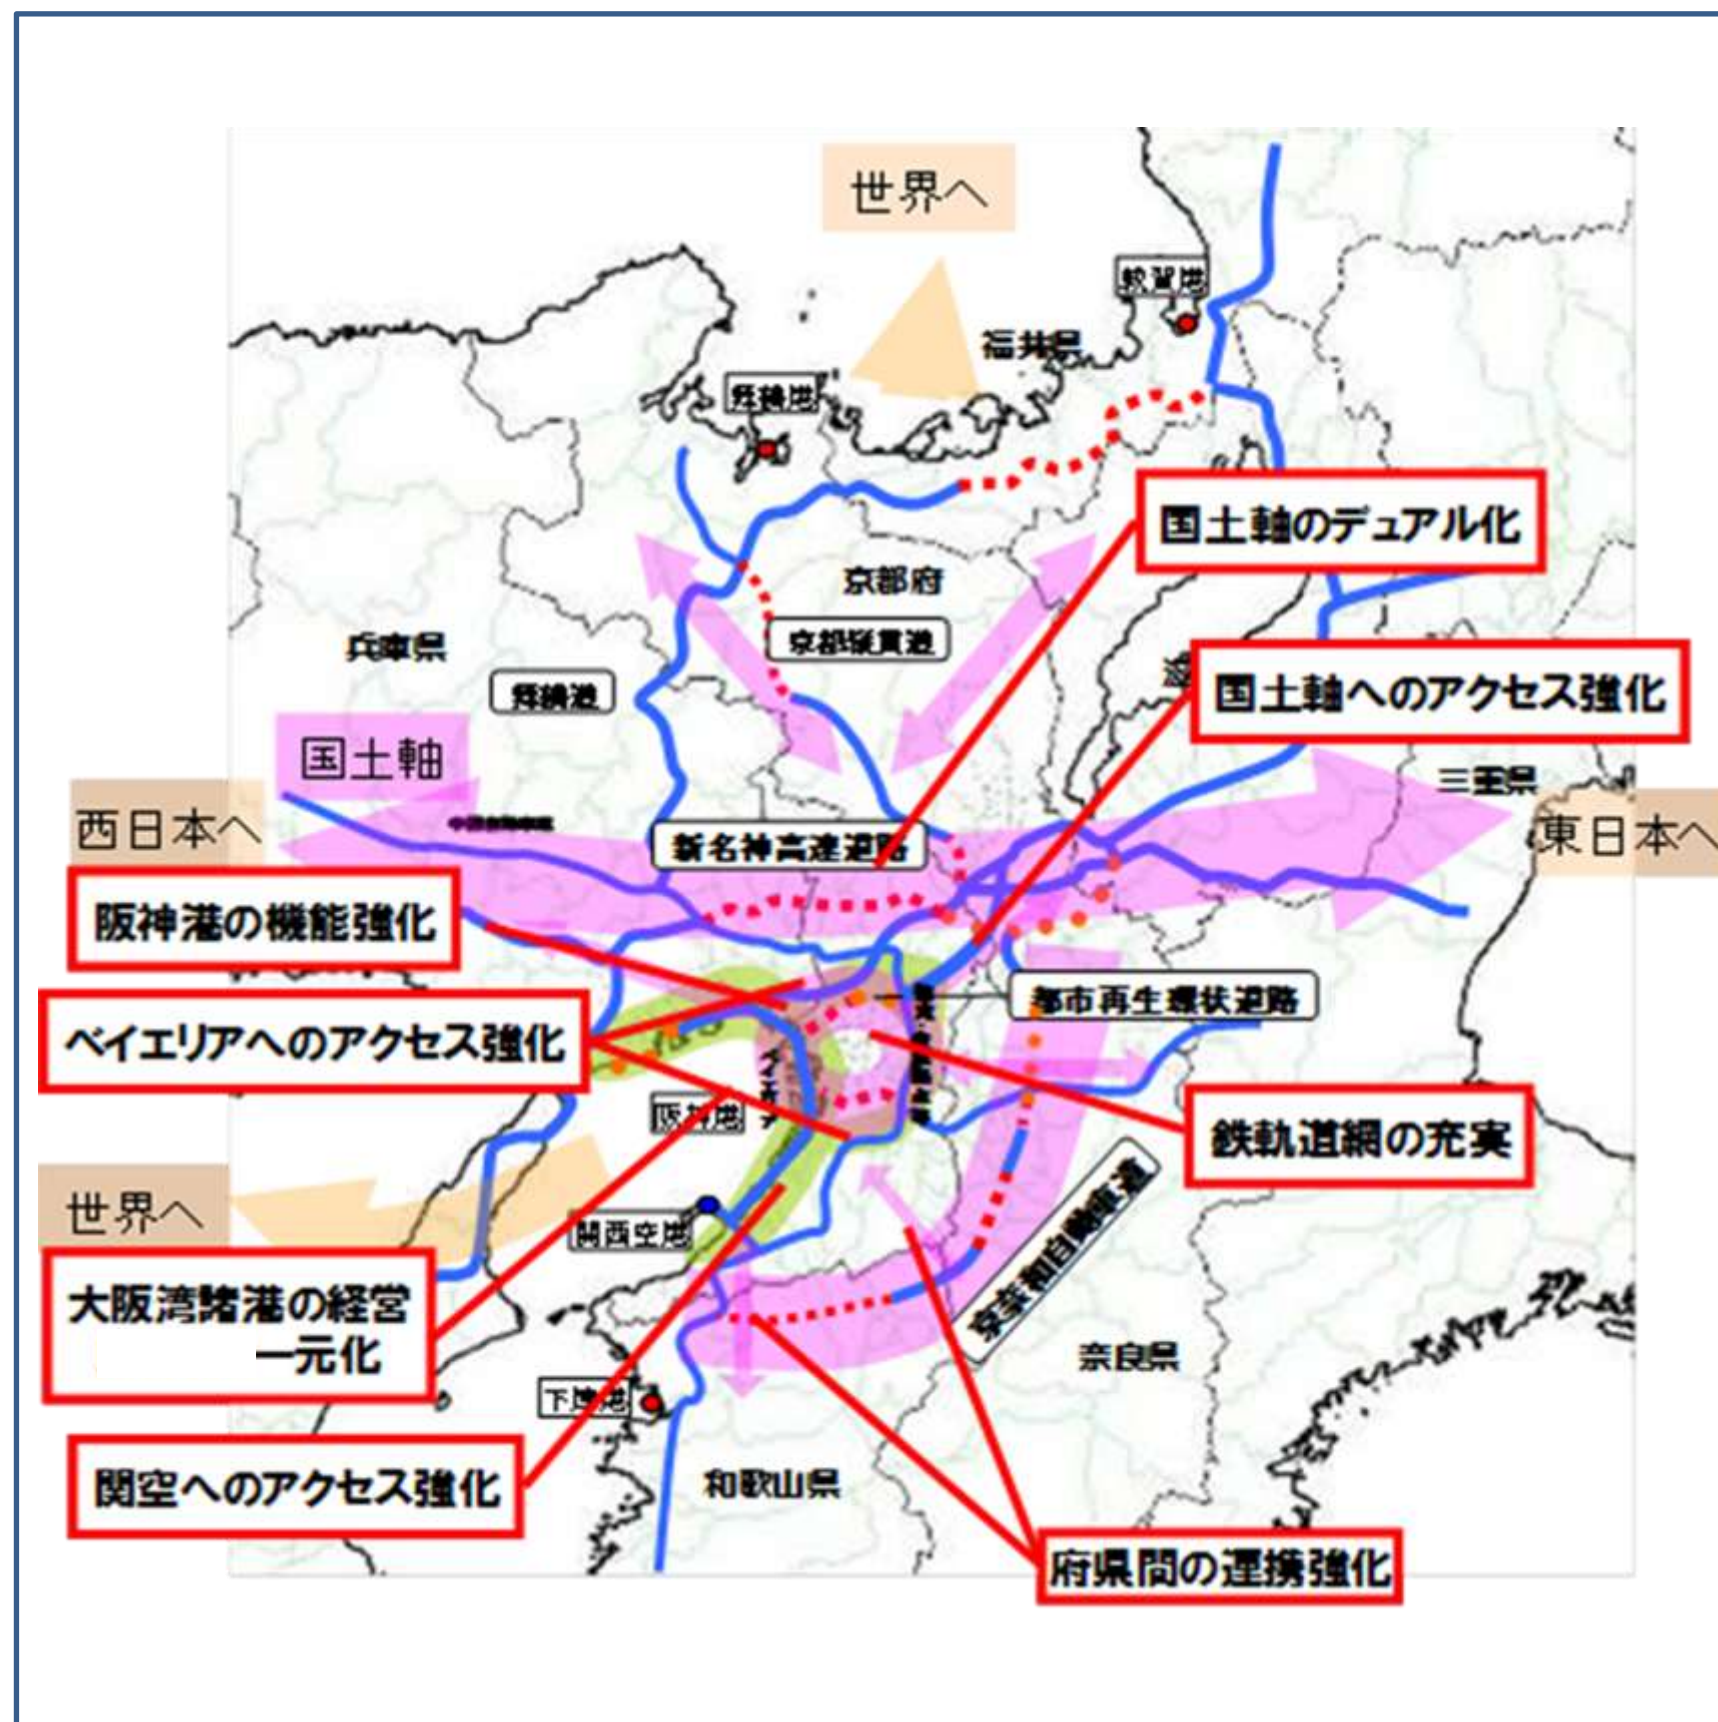 世界へ
敦賀港
福井県
舞鶴港
国土軸のデュアル化
京都府
京都縦貫道
兵庫県
舞鶴道
国土軸へのアクセス強化
国土軸
三重県
西日本へ
東日本へ
新名神高速道路
阪神港の機能強化
都市再生環状道路
ベイエリアへのアクセス強化
阪神港
鉄軌道網の充実
世界へ
関西空港
京奈和自動車道
大阪湾諸港の経営
一元化
奈良県
下津港
関空へのアクセス強化
和歌山県
府県間の連携強化